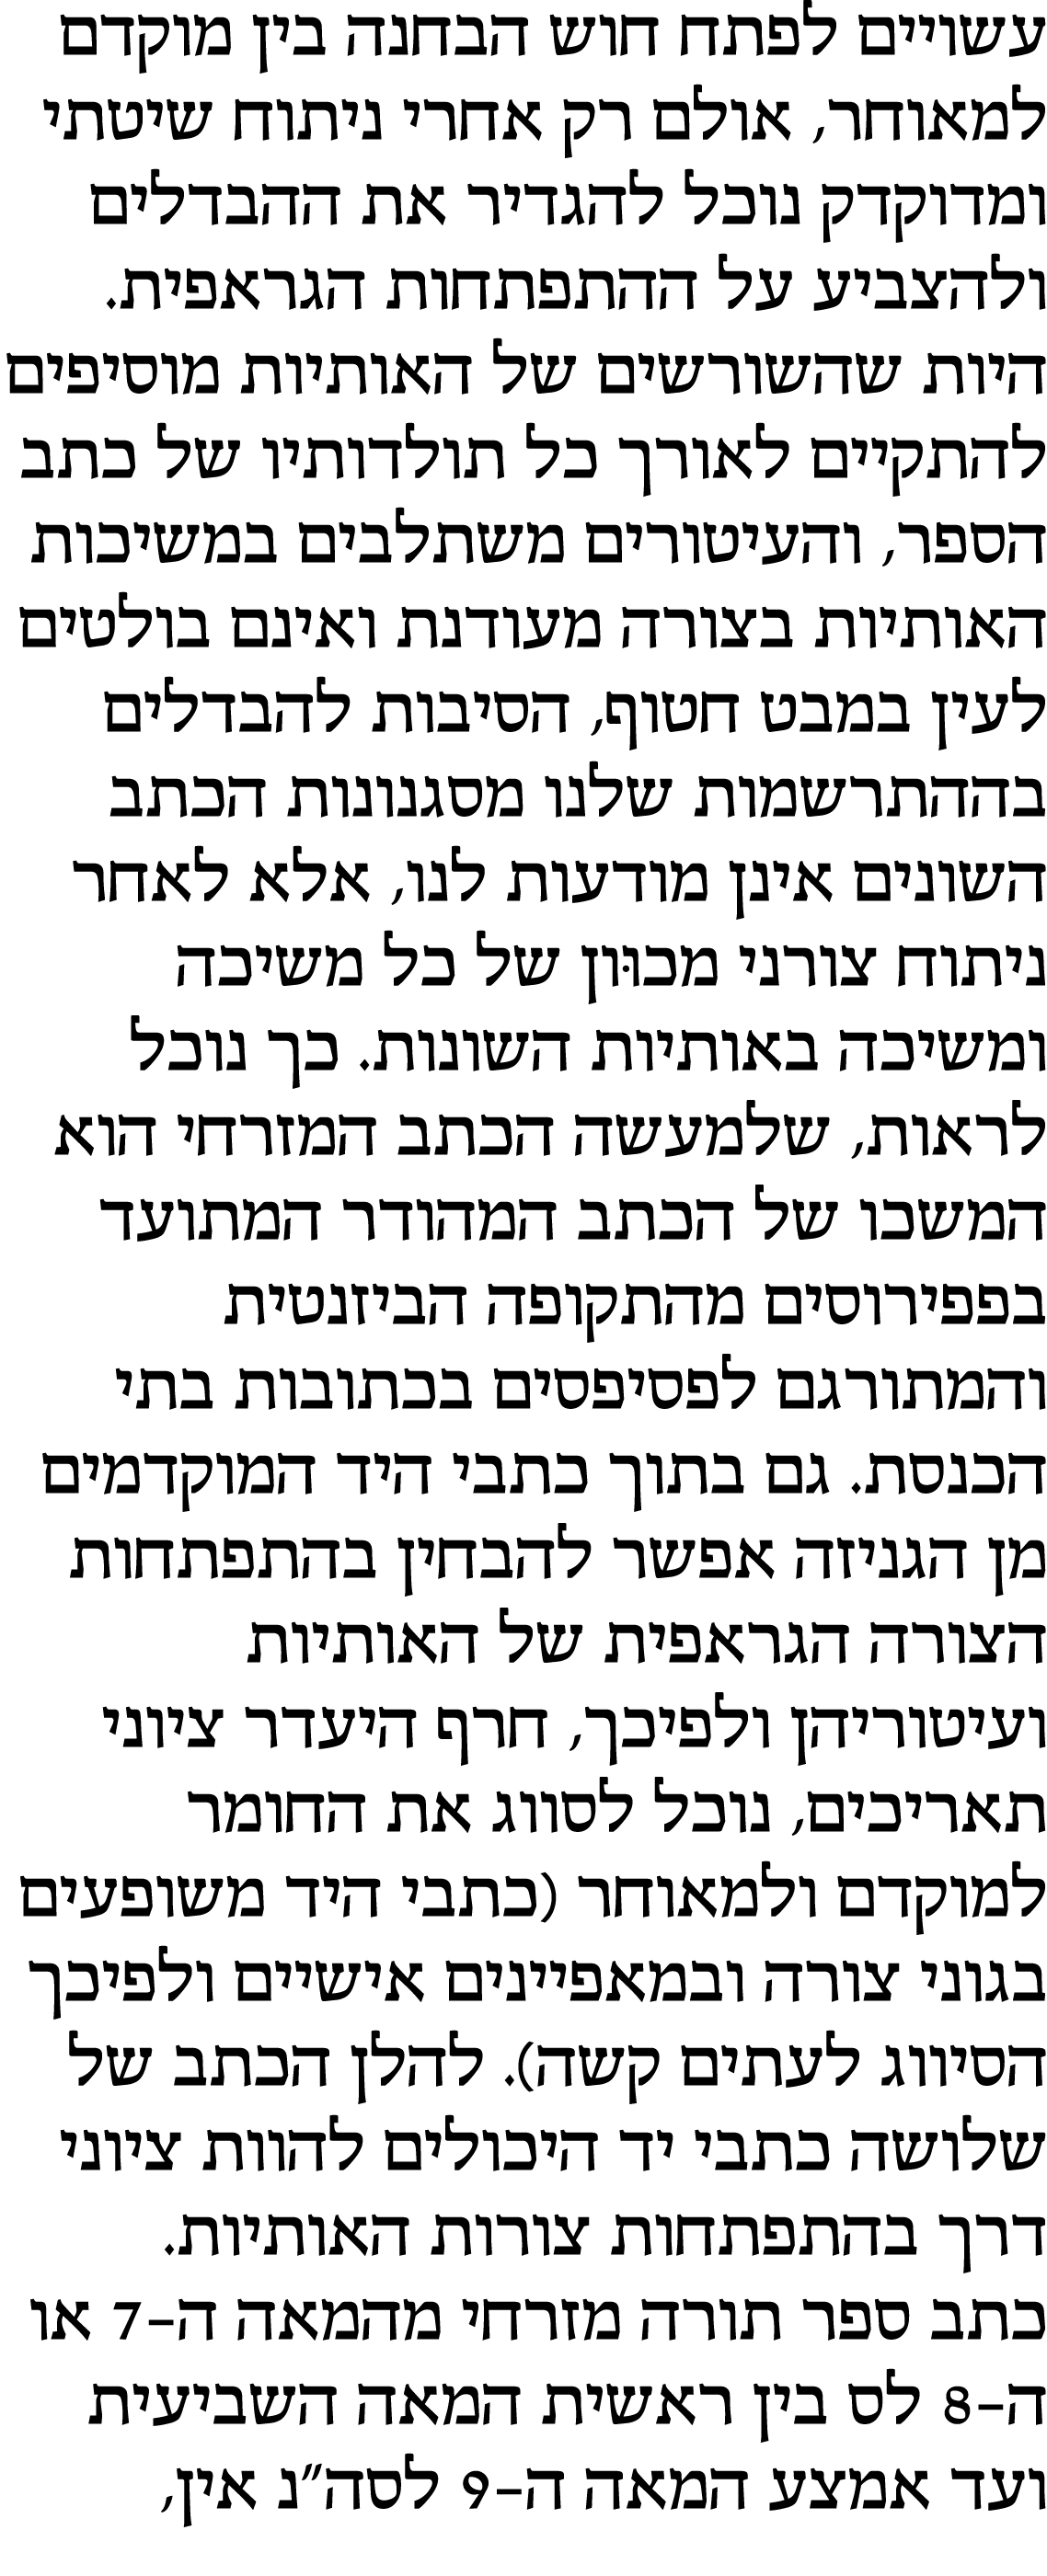 עשויים לפתח חוש הבחנה בין מוקדם
למאוחר, אולם רק אחרי ניתוח שיטתי
ומדוקדק נוכל להגדיר את ההבדלים
ולהצביע על ההתפתחות הגראפית.
היות שהשורשים של האותיות מוסיפים
להתקיים לאורך כל תולדותיו של כתב
הספר, והעיטורים משתלבים במשיכות
האותיות בצורה מעודנת ואינם בולטים
לעין במבט חטוף, הסיבות להבדלים
בההתרשמות שלנו מסגנונות הכתב
השונים אינן מודעות לנו, אלא לאחר
ניתוח צורני מכוּוָן של כל משיכה
ומשיכה באותיות השונות. כך נוכל
לראות, שלמעשה הכתב המזרחי הוא
המשכו של הכתב המהודר המתועד
בפפירוסים מהתקופה הביזנטית
והמתורגם לפסיפסים בכתובות בתי
הכנסת. גם בתוך כתבי היד המוקדמים
מן הגניזה אפשר להבחין בהתפתחות
הצורה הגראפית של האותיות
ועיטוריהן ולפיכך, חרף היעדר ציוני
תאריכים, נוכל לסווג את החומר
למוקדם ולמאוחר (כתבי היד משופעים
בגוני צורה ובמאפיינים אישיים ולפיכך
הסיווג לעתים קשה). להלן הכתב של
שלושה כתבי יד היכולים להוות ציוני
דרך בהתפתחות צורות האותיות.
כתב ספר תורה מזרחי מהמאה ה-7 או
ה-8 לס בין ראשית המאה השביעית
ועד אמצע המאה ה-9 לסה״נ אין,